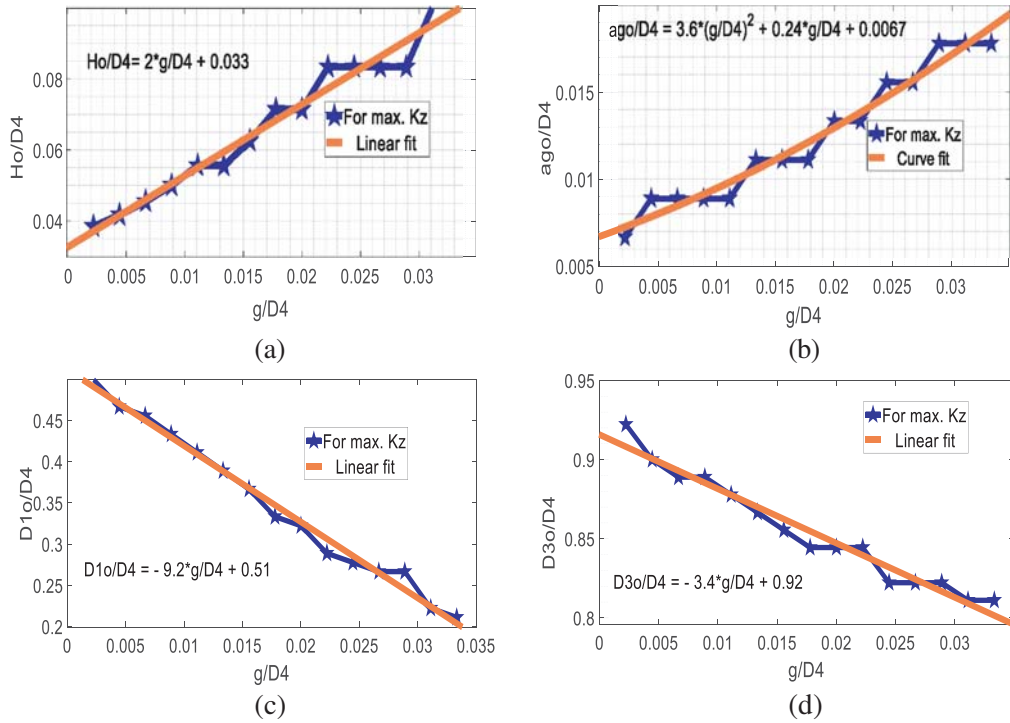 Ho/D4= 2*g/D4 + 0.033
For max. Kz
Linear fit
0.08
0.06
0.04
Ho/D4
0
0.005
0.01
0.015
0.02
0.025
0.03
g/D4
(a)
ago/D4 = 3.6*(g/D4)² + 0.24*g/D4 + 0.0067
For max. Kz
Curve fit
0.015
0.01
0.005
ago/D4
0
0.005
0.01
0.015
0.02
0.025
0.03
g/D4
(b)
0.45
0.4
0.35
0.3
0.25
0.2
D1o/D4
For max. Kz
Linear fit
D1o/D4 = - 9.2*g/D4 + 0.51
0
0.005
0.01
0.015
0.02
0.025
0.03
0.035
g/D4
(c)
0.95
0.9
0.85
0.8
D3o/D4
For max. Kz
Linear fit
D3o/D4 = - 3.4*g/D4 + 0.92
0
0.005
0.01
0.015
0.02
0.025
0.03
g/D4
(d)